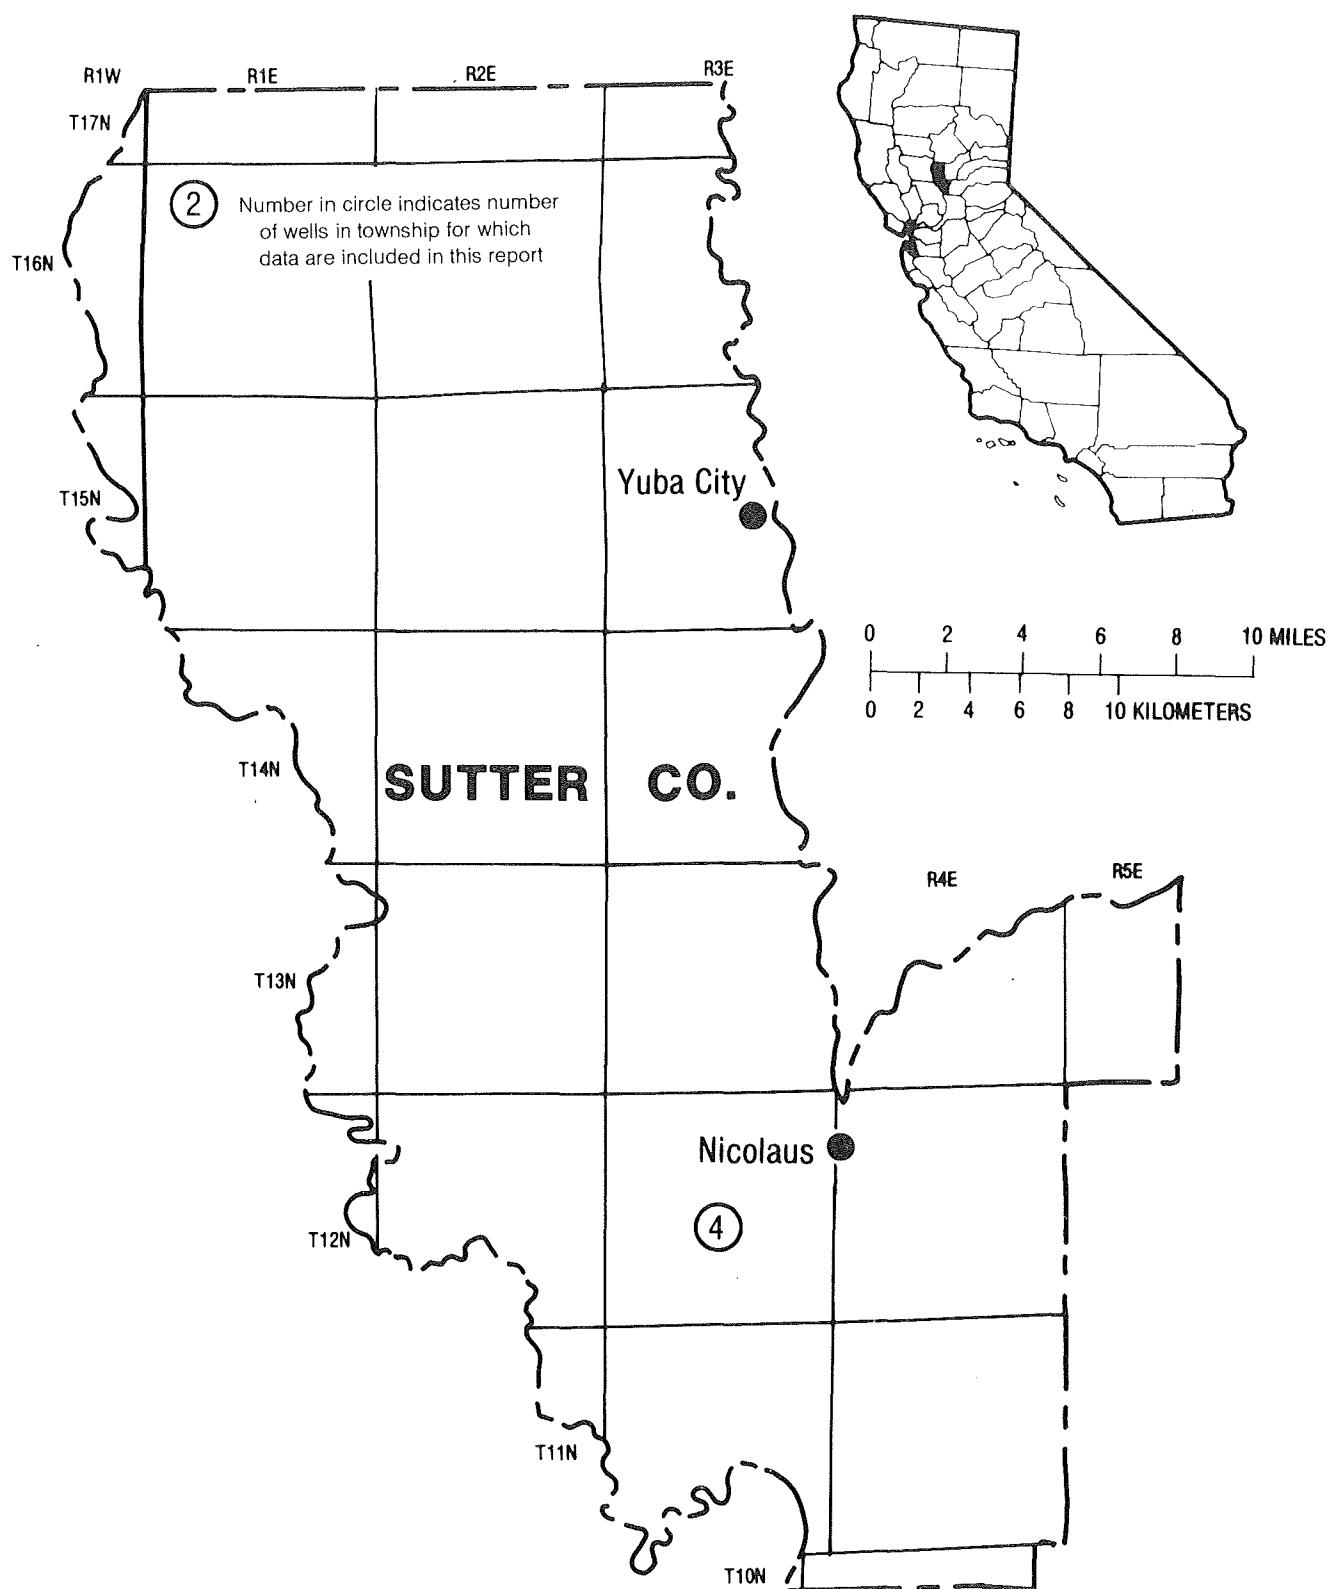 R1W R1E R2E R3E
T17N
2 Number in circle indicates number
of wells in township for which
data are included in this report
T16N
Yuba City
T15N
0 2 4 6 8 10 MILES
0 2 4 6 8 10 KILOMETERS
T14N
SUTTER CO.
R4E R5E
T13N
Nicolaus
4
T12N
T11N
T10N